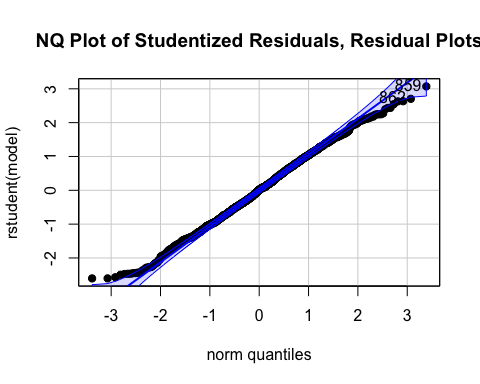 NQ Plot of Studentized Residuals, Residual Plots
859
862
3
2
1
0
-1
-2
rstudent(model)
-3 -2 -1 0 1 2 3
norm quantiles